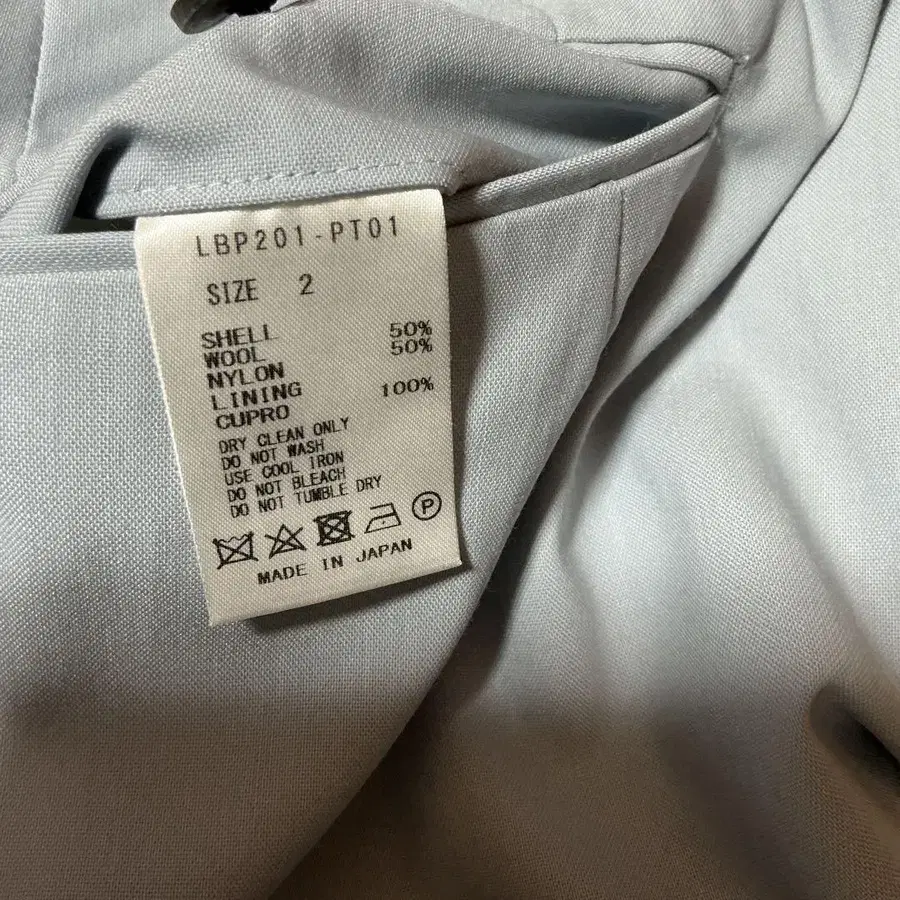 LBP201-PT01
SIZE 2
SHELL
WOOL 50%
NYLON 50%
LINING
CUPRO 100%
DRY CLEAN ONLY
DO NOT WASH
USE COOL IRON
DO NOT BLEACH
DO NOT TUMBLE DRY
P
MADE IN JAPAN